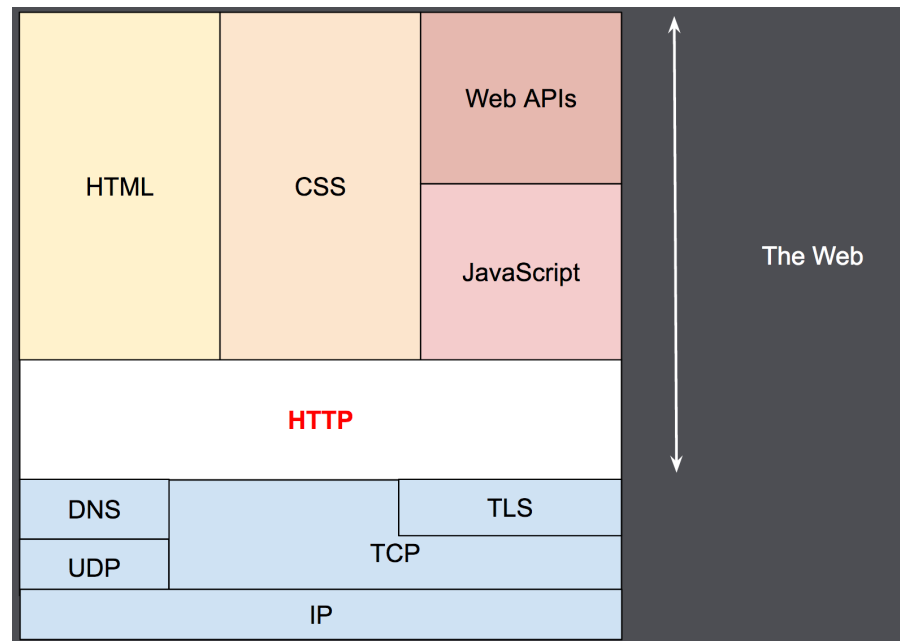 Web APIs
HTML
CSS
JavaScript
The Web
HTTP
DNS
TLS
TCP
UDP
IP